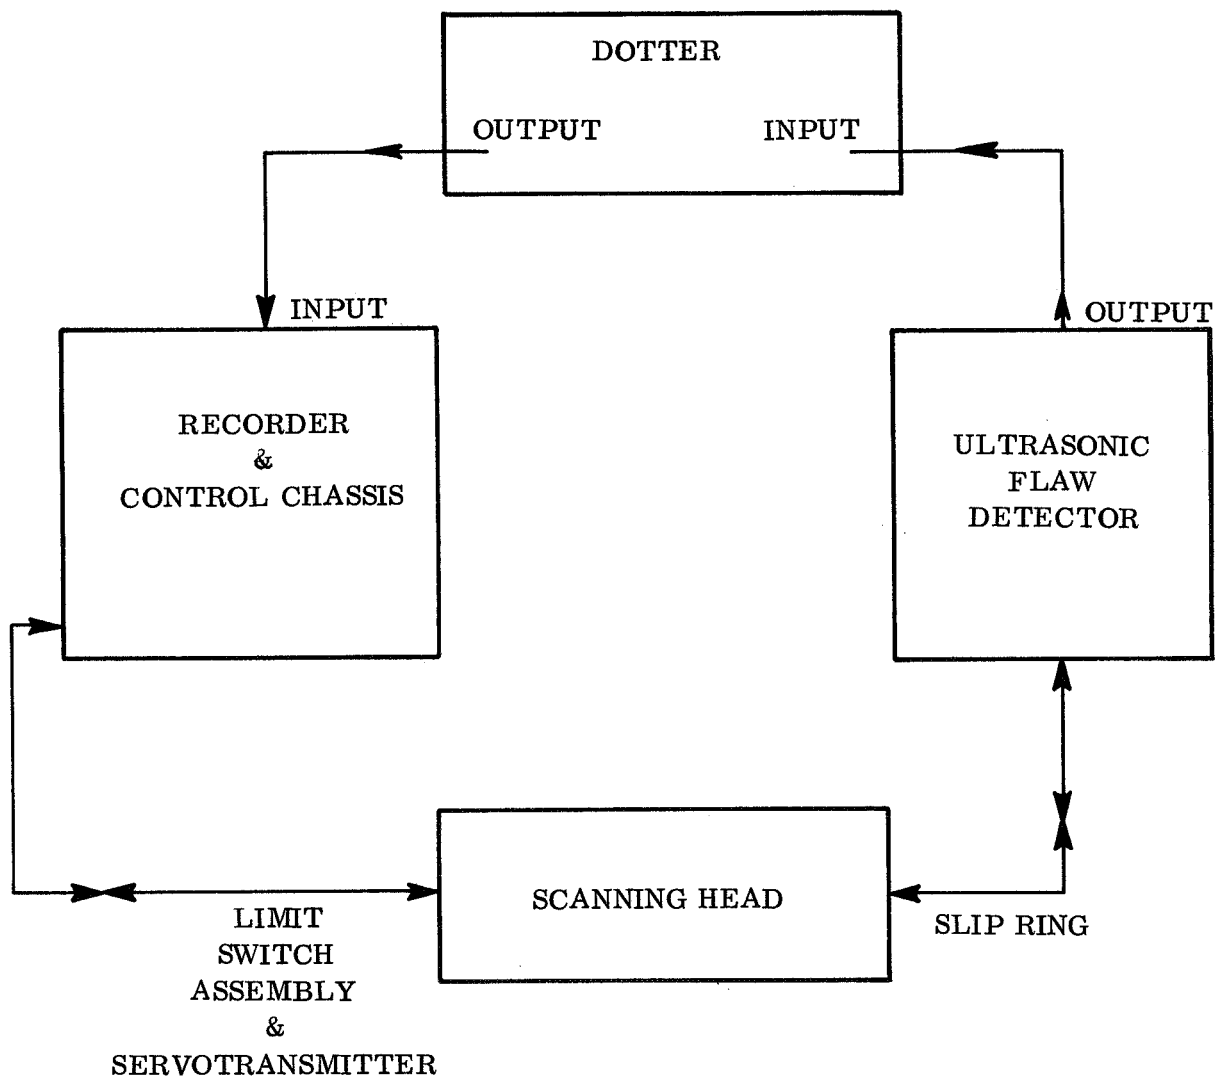 DOTTER
OUTPUT
INPUT
INPUT
OUTPUT
RECORDER
&
CONTROL CHASSIS
ULTRASONIC
FLAW
DETECTOR
SCANNING HEAD
SLIP RING
LIMIT
SWITCH
ASSEMBLY
&
SERVOTRANSMITTER